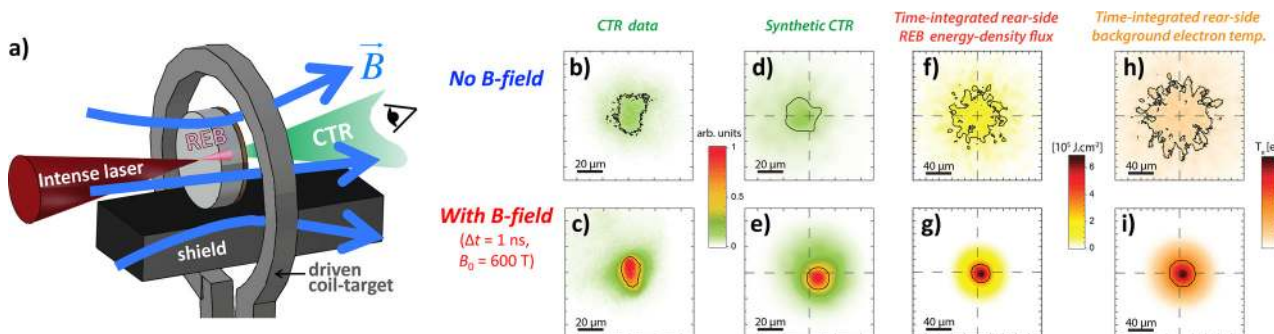 a)
B
REB
CTR
Intense laser
shield
driven
coil-target
No B-field
With B-field
(Δt = 1 ns,
B₀ = 600 T)
CTR data
Synthetic CTR
Time-integrated rear-side
REB energy-density flux
Time-integrated rear-side
background electron temp.
b)
20 μm
d)
20 μm
f)
40 μm
h)
40 μm
arb. units
1
0.5
0
[10⁵ J.cm²]
6
4
2
0
Tₑ [e
c)
20 μm
e)
20 μm
g)
40 μm
i)
40 μm